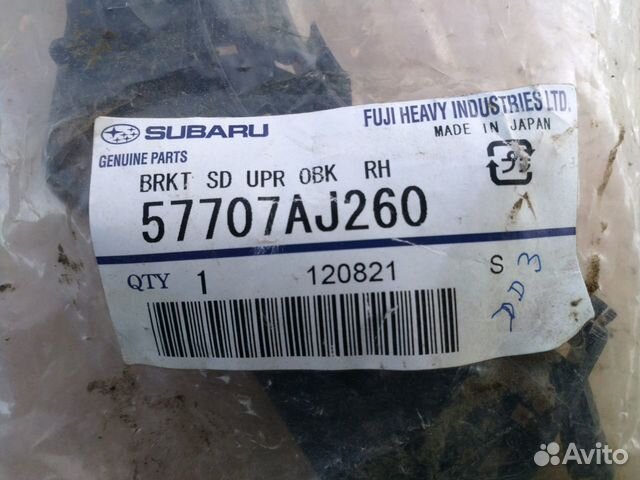 SUBARU
FUJI HEAVY INDUSTRIES LTD.
MADE IN JAPAN
GENUINE PARTS
BRKT SD UPR OBK RH
57707AJ260
QTY 1 120821 S
DD3
Avito